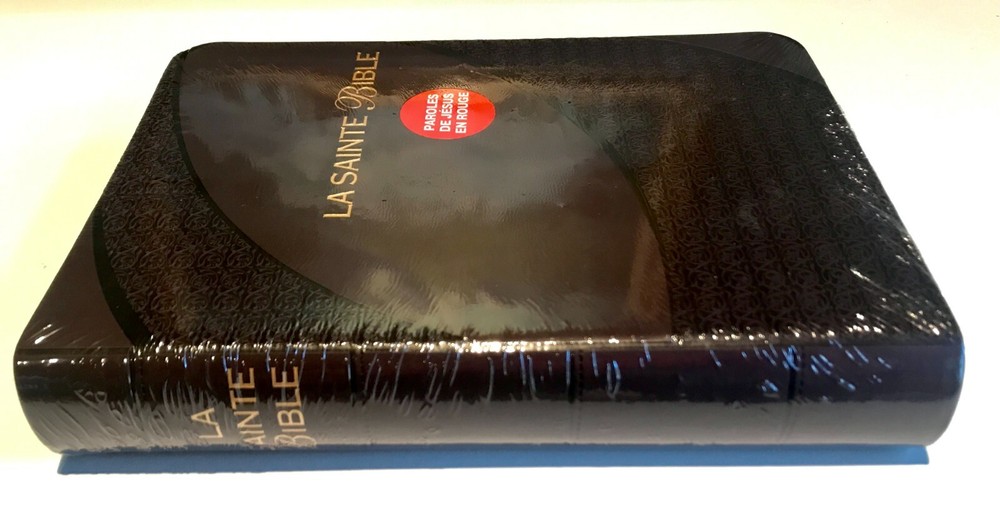 LA SAINTE BIBLE
PAROLES
DE JÉSUS
EN ROUGE
LA
SAINTE
BIBLE